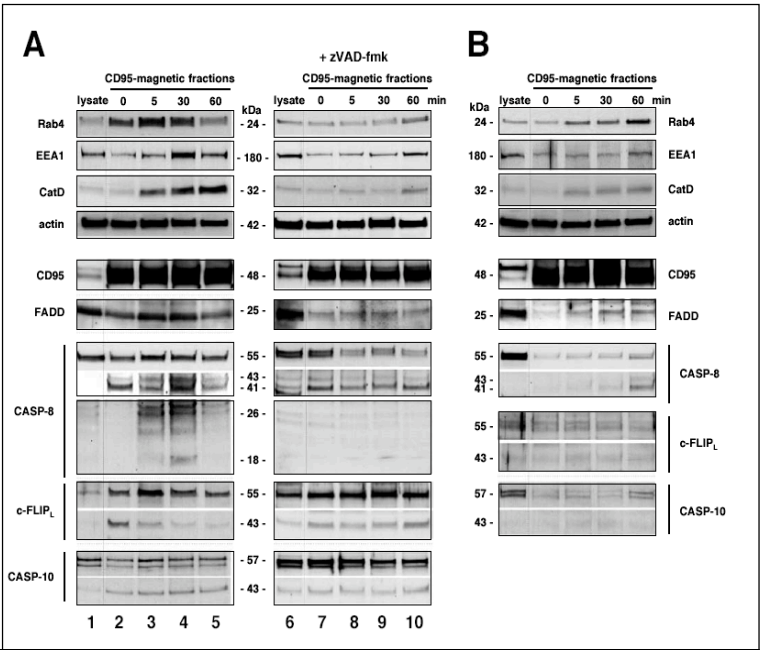 A
B
+ zVAD-fmk
CD95-magnetic fractions
CD95-magnetic fractions
CD95-magnetic fractions
lysate 0 5 30 60
kDa
lysate 0 5 30 60 min
kDa
lysate 0 5 30 60 min
Rab4 - 24 - 24 - Rab4
EEA1 - 180 - 180 - EEA1
CatD - 32 - 32 - CatD
actin - 42 - 42 - actin
CD95 - 48 - 48 - CD95
FADD - 25 - 25 - FADD
CASP-8
- 55 -
43 -
- 41 -
- 26 -
- 18 -
55 -
43 -
41 -
CASP-8
c-FLIPL
- 55 -
- 43 -
55 -
43 -
c-FLIPL
CASP-10
- 57 -
- 43 -
57 -
43 -
CASP-10
1 2 3 4 5 6 7 8 9 10